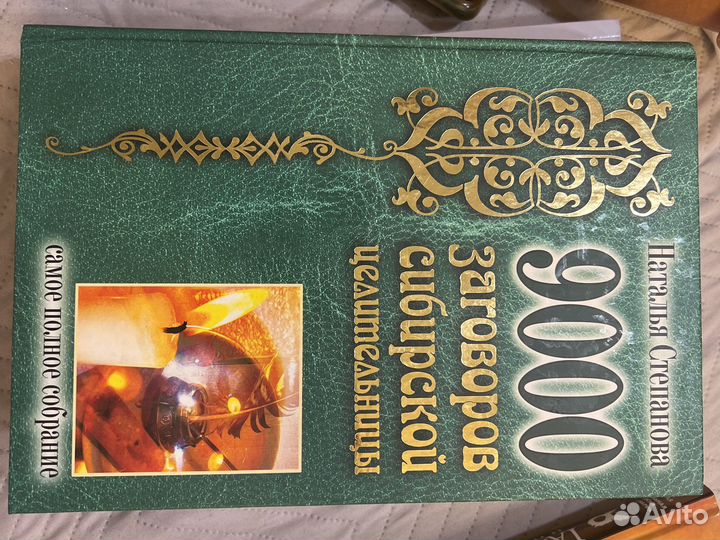 Наталья Степанова
9000
заговоров
сибирской
целительницы
самое полное собрание
Avito